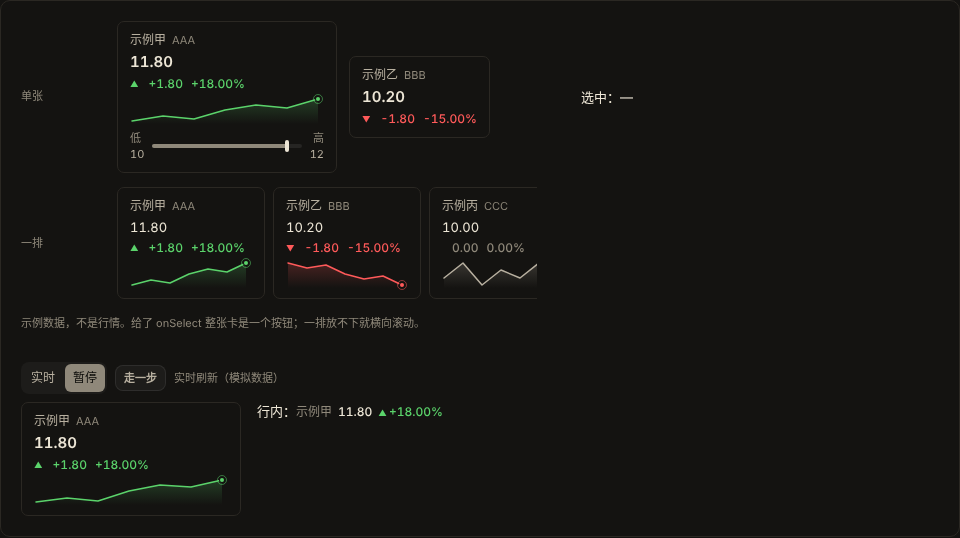 单张
示例甲 AAA
11.80
▲ +1.80 +18.00%
低 高
10 12
示例乙 BBB
10.20
▼ -1.80 -15.00%
选中：—
一排
示例甲 AAA
11.80
▲ +1.80 +18.00%
示例乙 BBB
10.20
▼ -1.80 -15.00%
示例丙 CCC
10.00
0.00 0.00%
示例数据，不是行情。给了 onSelect 整张卡是一个按钮；一排放不下就横向滚动。
实时 暂停 走一步 实时刷新（模拟数据）
示例甲 AAA
11.80
▲ +1.80 +18.00%
行内：示例甲 11.80 ▲+18.00%